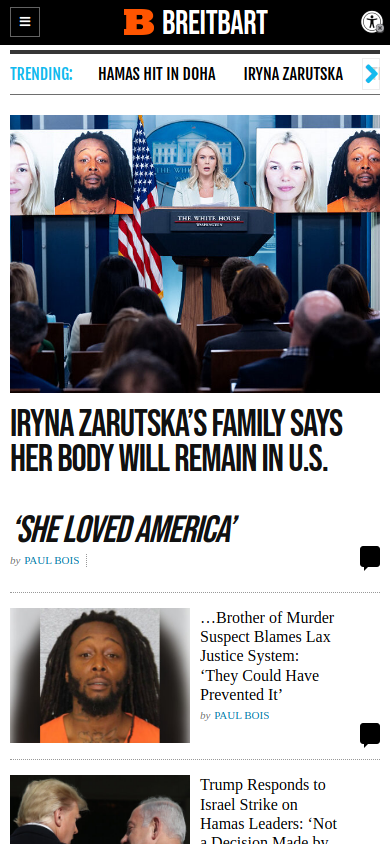 BREITBART
TRENDING:
HAMAS HIT IN DOHA
IRYNA ZARUTSKA
THE WHITE HOUSE
WASHINGTON
IRYNA ZARUTSKA’S FAMILY SAYS
HER BODY WILL REMAIN IN U.S.
‘SHE LOVED AMERICA’
by PAUL BOIS
…Brother of Murder
Suspect Blames Lax
Justice System:
‘They Could Have
Prevented It’
by PAUL BOIS
Trump Responds to
Israel Strike on
Hamas Leaders: ‘Not
a Decision Made by